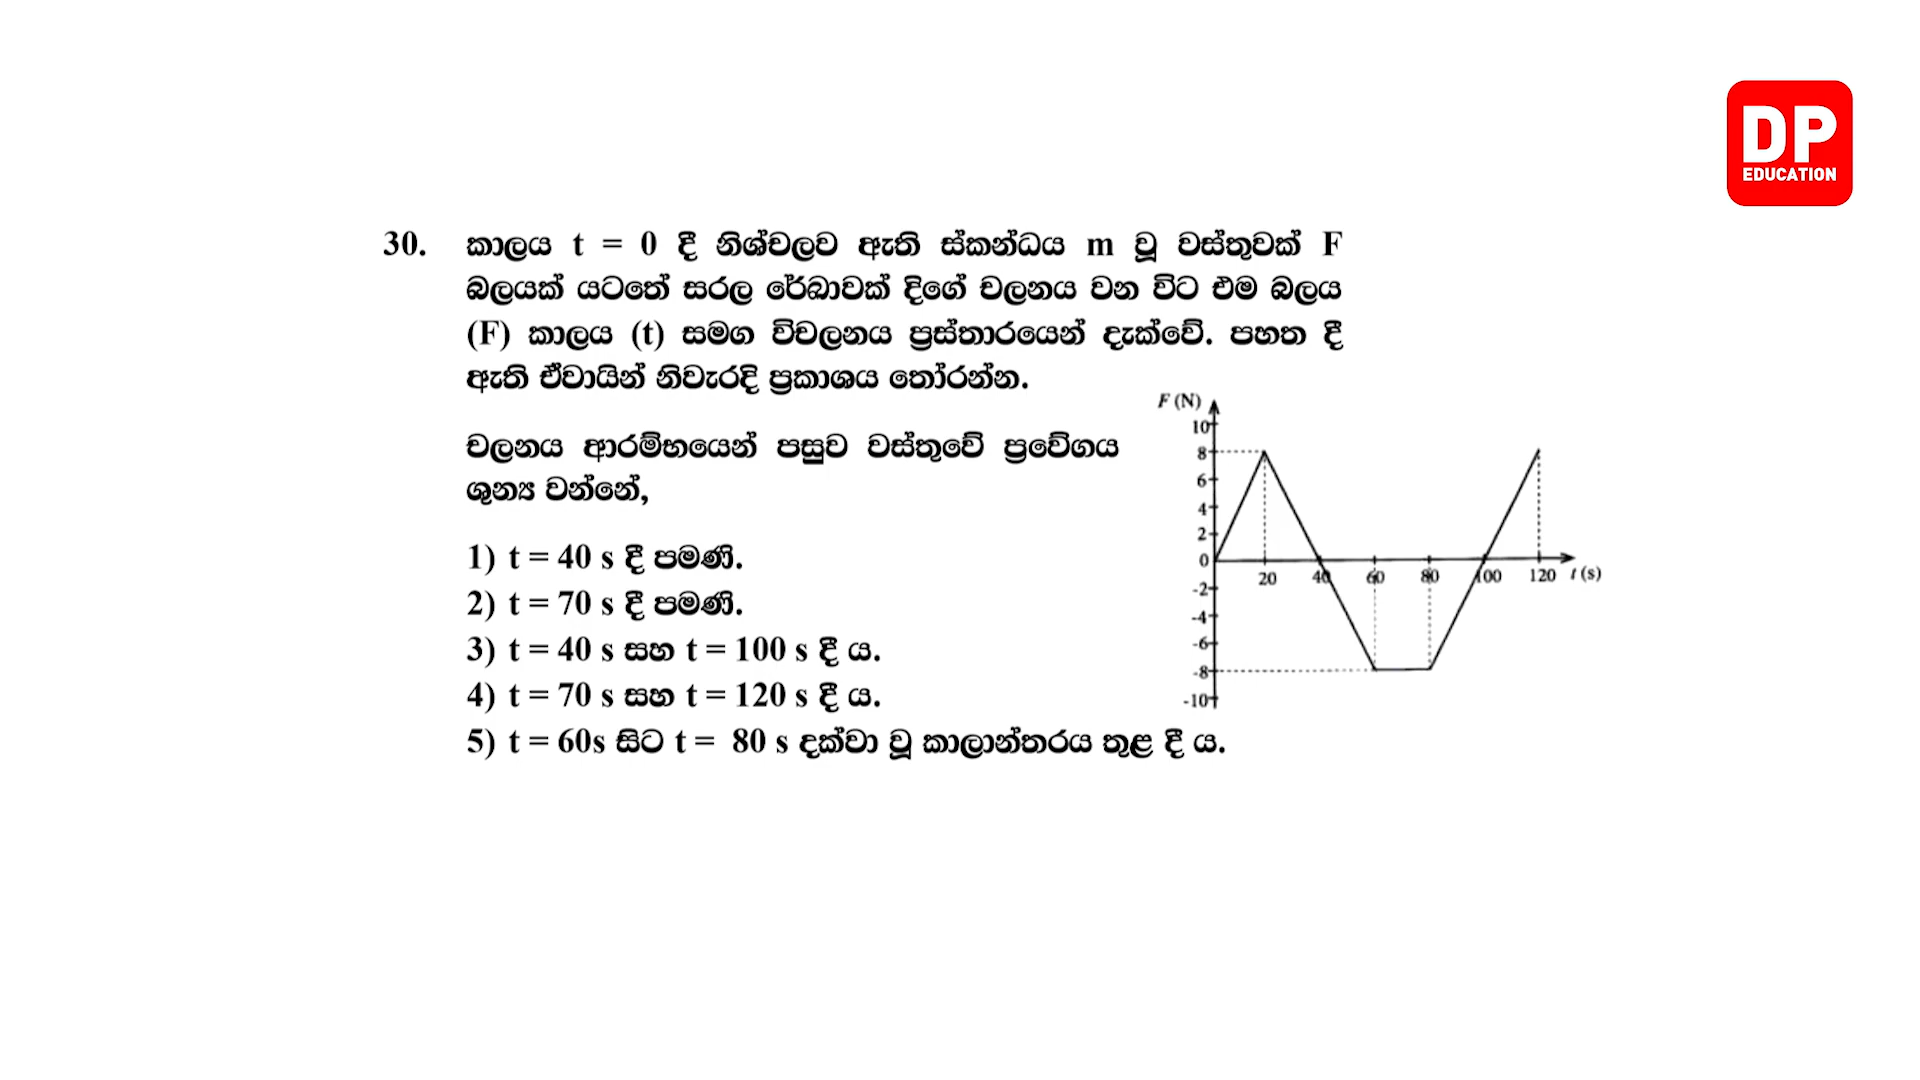 DP
EDUCATION
30. කාලය t = 0 දී නිශ්චලව ඇති ස්කන්ධය m වූ වස්තුවක් F
බලයක් යටතේ සරල රේඛාවක් දිගේ චලනය වන විට එම බලය
(F) කාලය (t) සමග විචලනය ප්‍රස්තාරයෙන් දැක්වේ. පහත දී
ඇති ඒවායින් නිවැරදි ප්‍රකාශය තෝරන්න.
චලනය ආරම්භයෙන් පසුව වස්තුවේ ප්‍රවේගය
ශුන්‍ය වන්නේ,
1) t = 40 s දී පමණි.
2) t = 70 s දී පමණි.
3) t = 40 s සහ t = 100 s දී ය.
4) t = 70 s සහ t = 120 s දී ය.
5) t = 60s සිට t = 80 s දක්වා වූ කාලාන්තරය තුළ දී ය.
F (N)
10
8
6
4
2
0
-2
-4
-6
-8
-10
20 40 60 80 100 120 t (s)